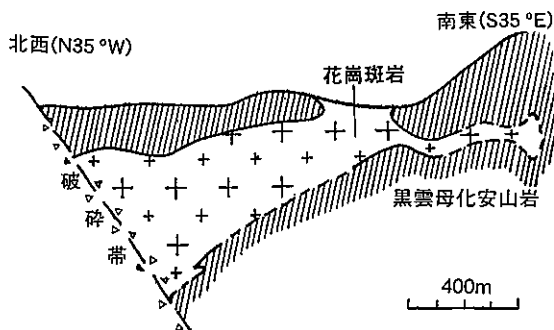 北西(N35°W)
南東(S35°E)
花崗斑岩
破砕帯
黒雲母化安山岩
400m